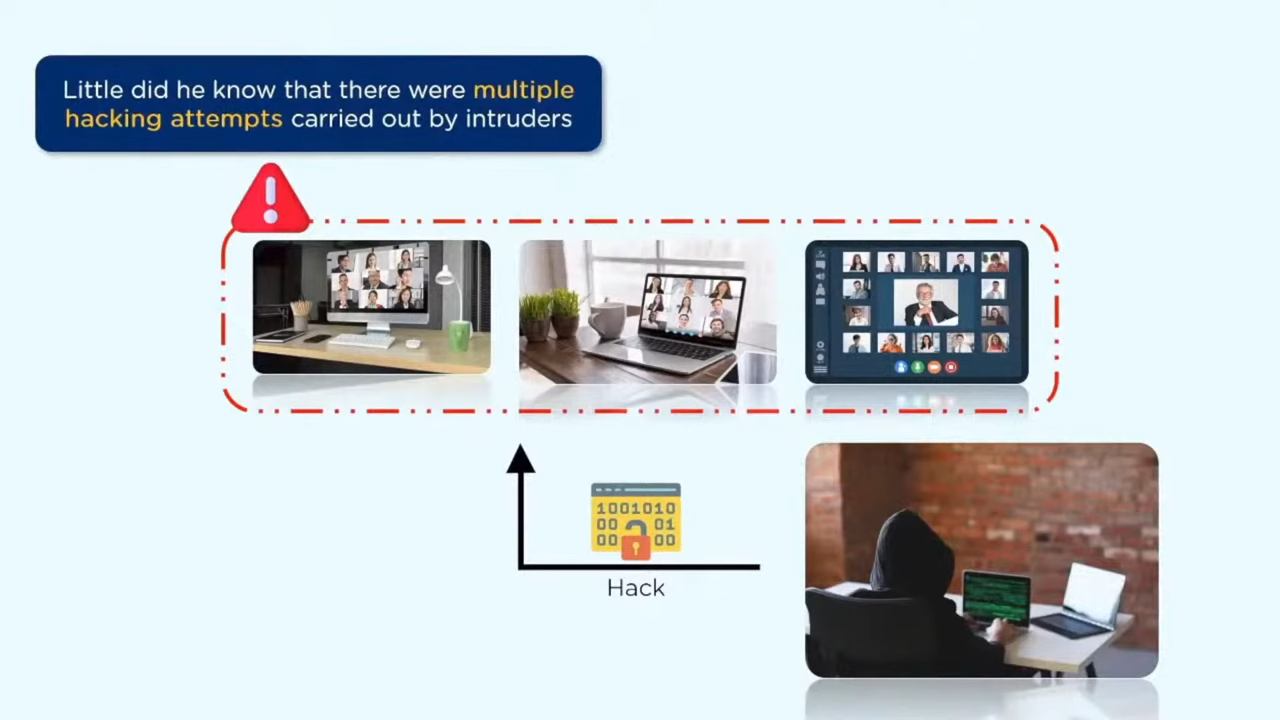 Little did he know that there were multiple
hacking attempts carried out by intruders
1001010
00 01
00 00
Hack